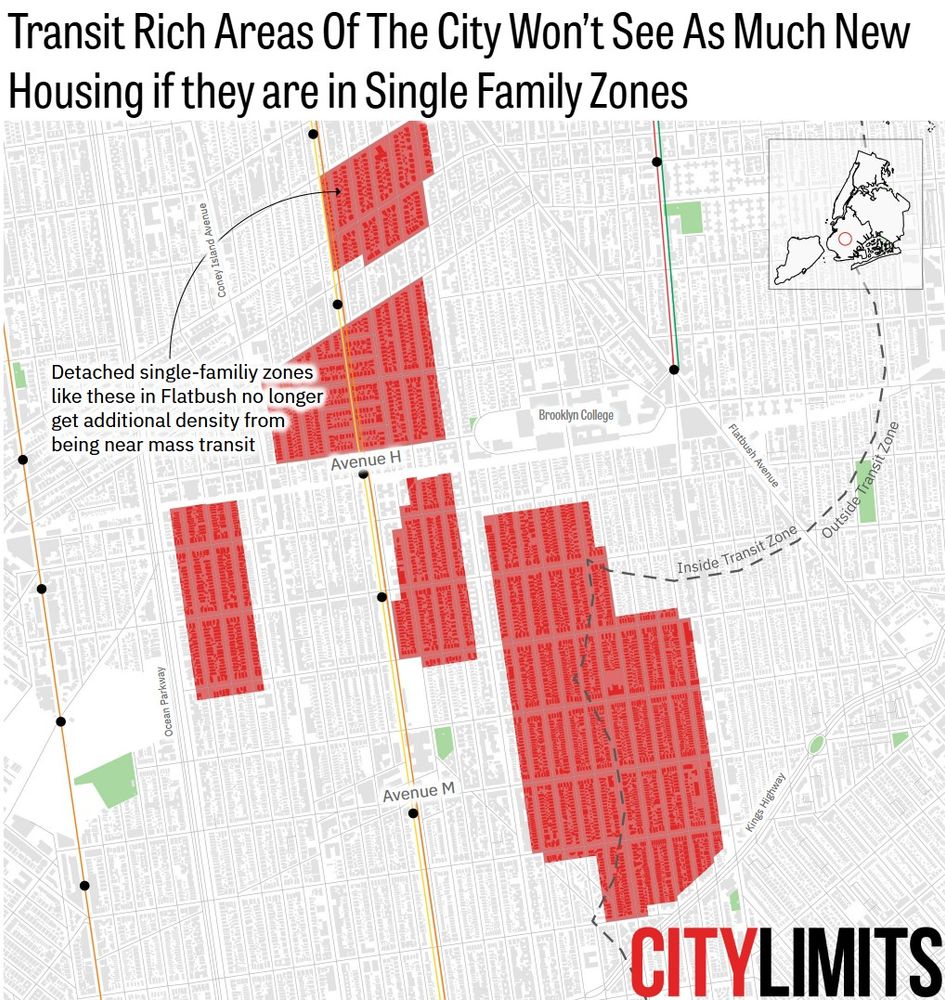 Transit Rich Areas Of The City Won't See As Much New
Housing if they are in Single Family Zones
Coney Island Avenue
Detached single-familiy zones
like these in Flatbush no longer
get additional density from
being near mass transit
Brooklyn College
Flatbush Avenue
Avenue H
Outside Transit Zone
Inside Transit Zone
Ocean Parkway
Avenue M
Kings Highway
CITYLIMITS